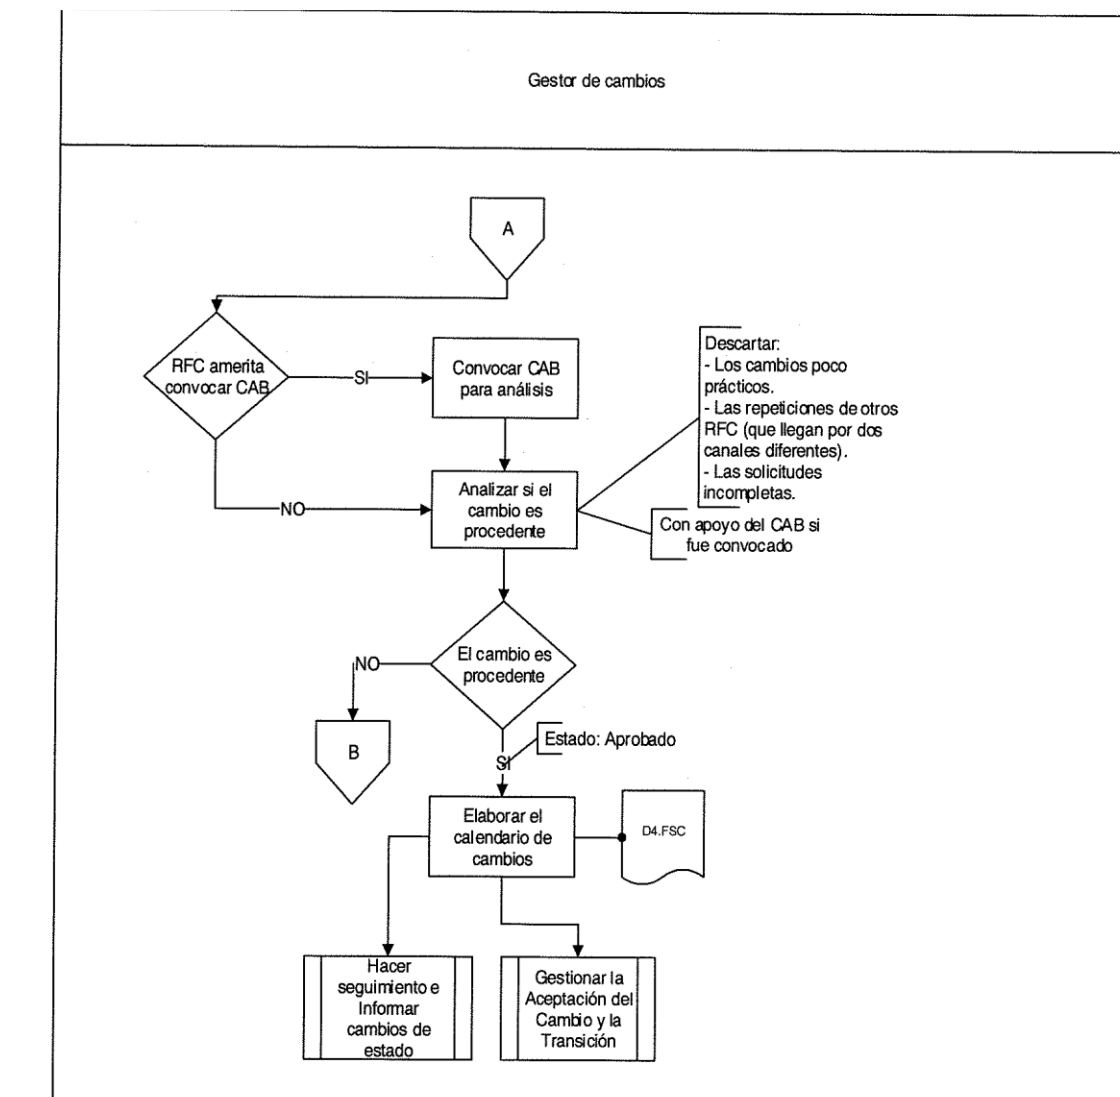 Gestor de cambios
A
RFC amerita
convocar CAB
SI
Convocar CAB
para análisis
Descartar:
- Los cambios poco
prácticos.
- Las repeticiones de otros
RFC (que llegan por dos
canales diferentes).
- Las solicitudes
incompletas.
NO
Analizar si el
cambio es
procedente
Con apoyo del CAB si
fue convocado
El cambio es
procedente
NO
B
SI
Estado: Aprobado
Elaborar el
calendario de
cambios
D4.FSC
Hacer
seguimiento e
Informar
cambios de
estado
Gestionar la
Aceptación del
Cambio y la
Transición